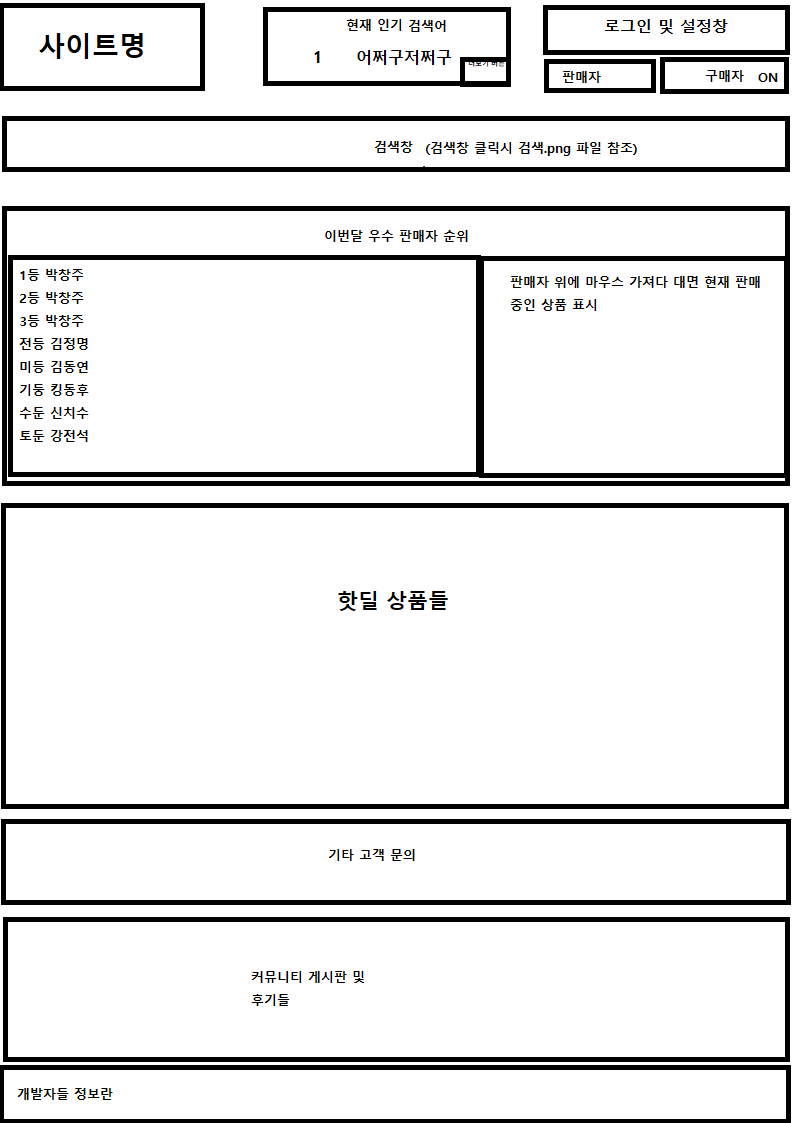 사이트명
현재 인기 검색어
1 어쩌구저쩌구
더보기 버튼
로그인 및 설정창
판매자
구매자 ON
검색창 (검색창 클릭시 검색.png 파일 참조)
이번달 우수 판매자 순위
1등 박창주
2등 박창주
3등 박창주
전등 김정명
미등 김동연
기둥 킹동후
수둔 신치수
토둔 강전석
판매자 위에 마우스 가져다 대면 현재 판매
중인 상품 표시
핫딜 상품들
기타 고객 문의
커뮤니티 게시판 및
후기들
개발자들 정보란